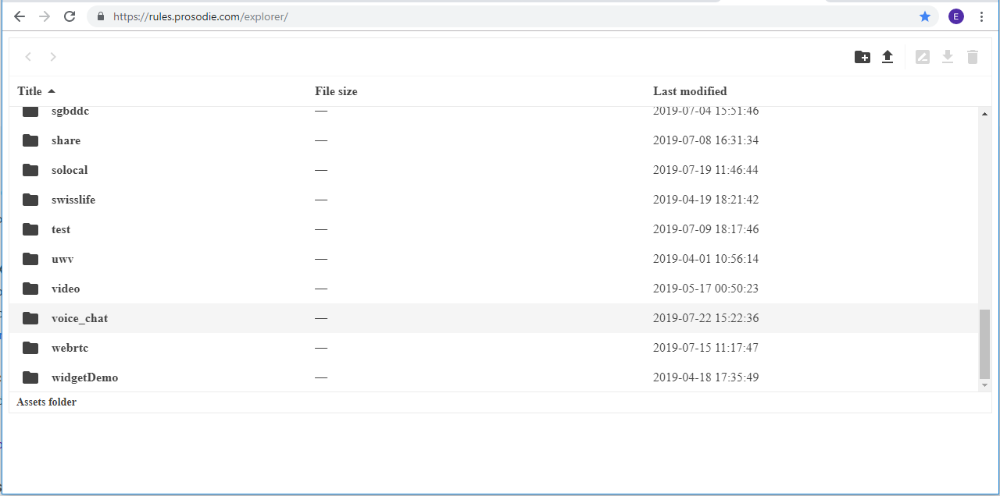 https://rules.prosodie.com/explorer/
E
Title File size Last modified
sgbddc — 2019-07-04 15:51:46
share — 2019-07-08 16:31:34
solocal — 2019-07-19 11:46:44
swisslife — 2019-04-19 18:21:42
test — 2019-07-09 18:17:46
uwv — 2019-04-01 10:56:14
video — 2019-05-17 00:50:23
voice_chat — 2019-07-22 15:22:36
webrtc — 2019-07-15 11:17:47
widgetDemo — 2019-04-18 17:35:49
Assets folder